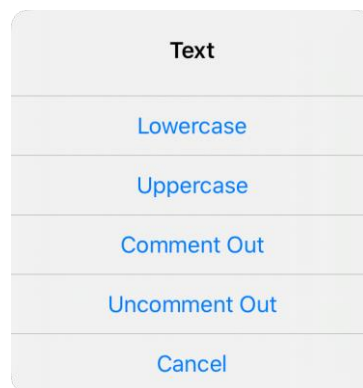 Text
Lowercase
Uppercase
Comment Out
Uncomment Out
Cancel